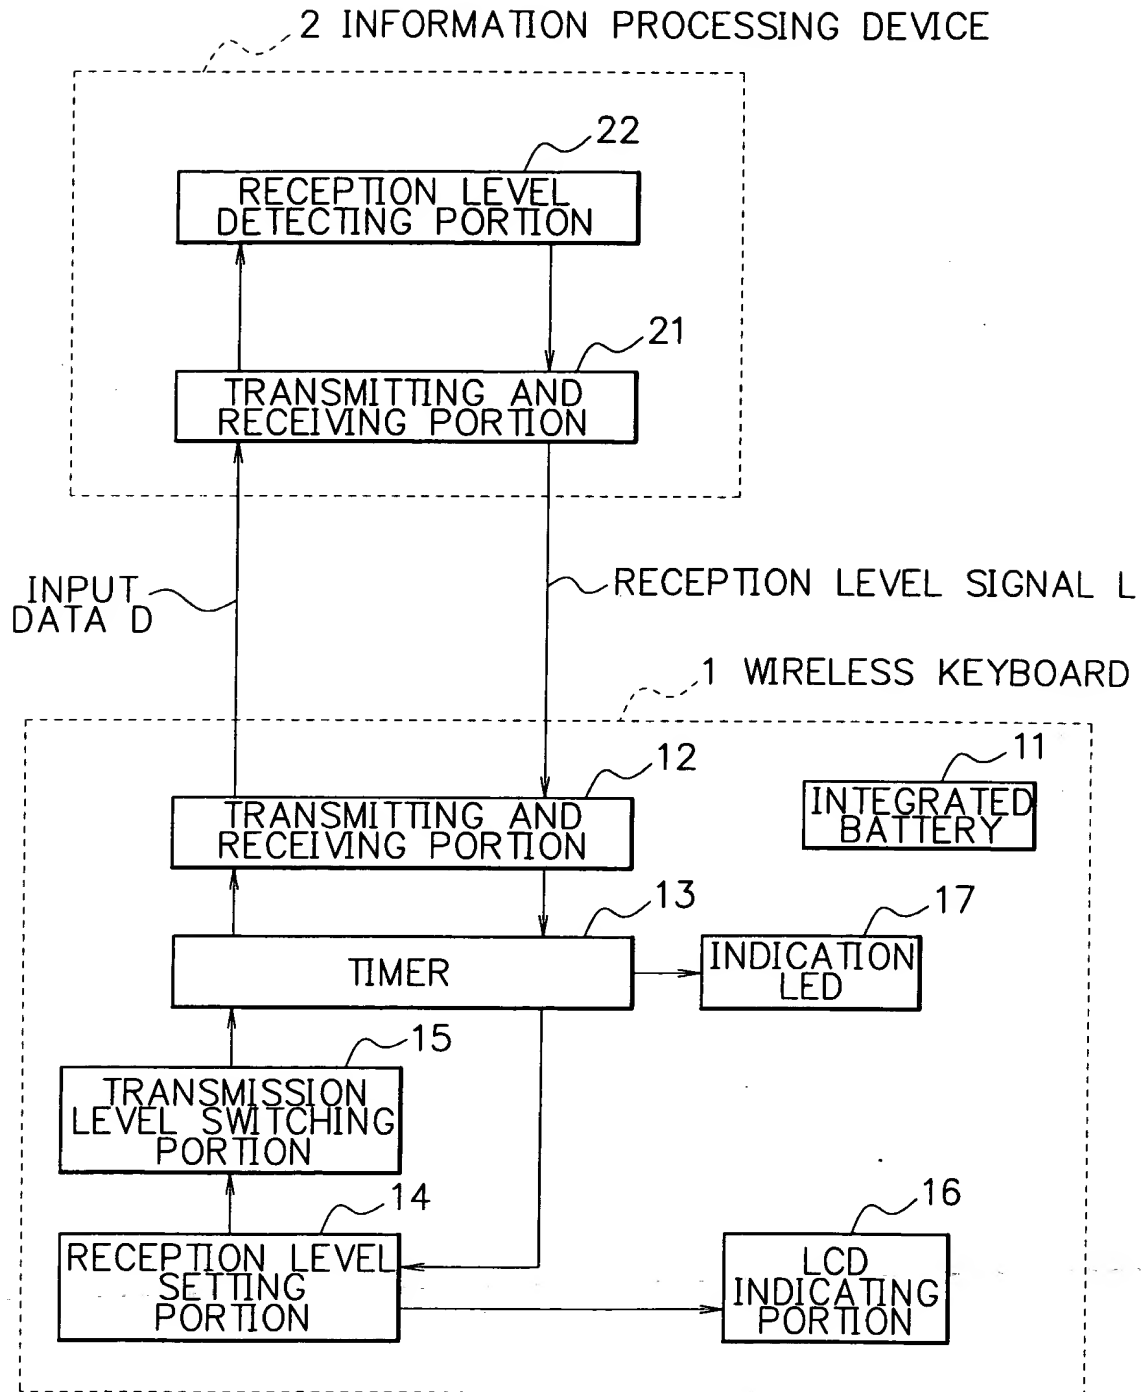 2 INFORMATION PROCESSING DEVICE
22
RECEPTION LEVEL
DETECTING PORTION
21
TRANSMITTING AND
RECEIVING PORTION
INPUT
DATA D
RECEPTION LEVEL SIGNAL L
1 WIRELESS KEYBOARD
12
TRANSMITTING AND
RECEIVING PORTION
11
INTEGRATED
BATTERY
13
TIMER
17
INDICATION
LED
15
TRANSMISSION
LEVEL SWITCHING
PORTION
14
RECEPTION LEVEL
SETTING
PORTION
16
LCD
INDICATING
PORTION